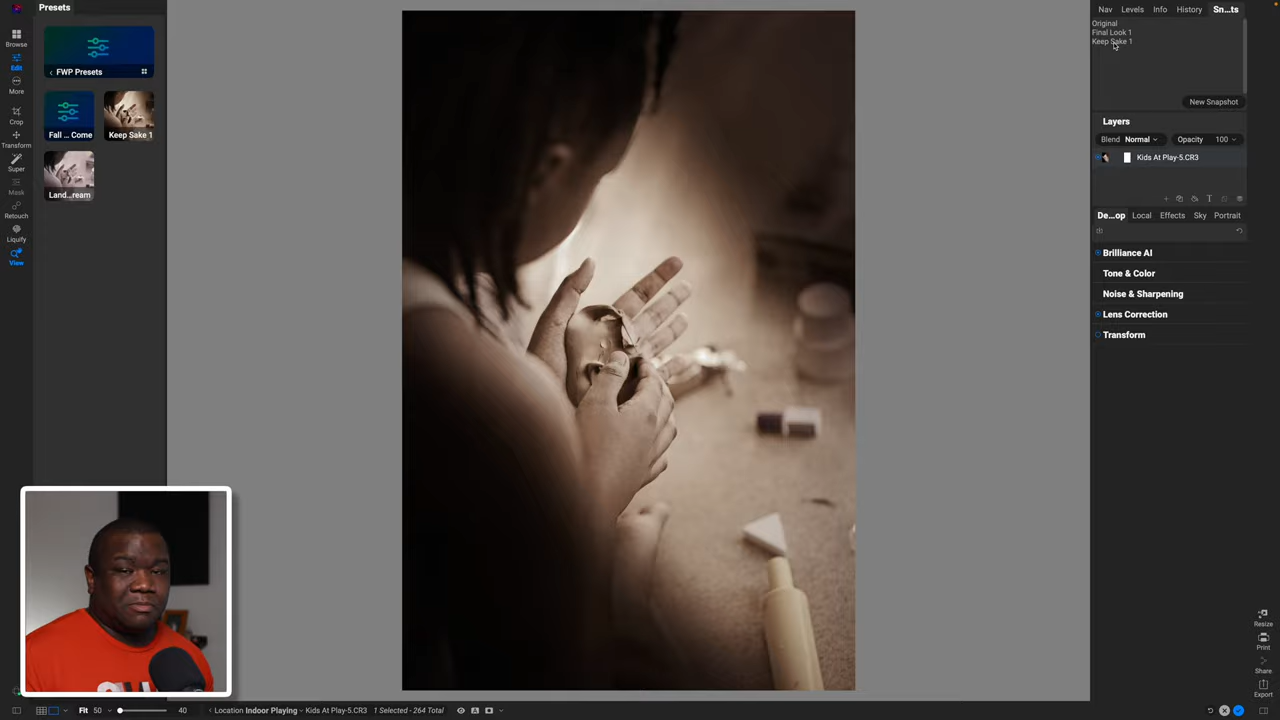 Presets
Browse
Edit
More
Crop
Transform
Super
Mask
Retouch
Liquify
View
FWP Presets
Fall ... Come
Keep Sake 1
Land...ream
Nav Levels Info History Sn...ts
Original
Final Look 1
Keep Sake 1
New Snapshot
Layers
Blend Normal Opacity 100
Kids At Play-5.CR3
De...op Local Effects Sky Portrait
Brilliance AI
Tone & Color
Noise & Sharpening
Lens Correction
Transform
Resize
Print
Share
Export
Fit 50 40 Location Indoor Playing Kids At Play-5.CR3 1 Selected - 264 Total